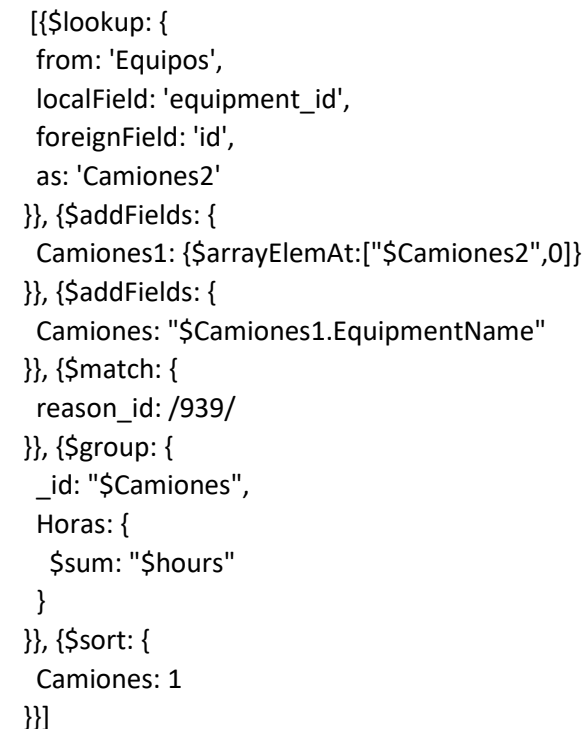 [{$lookup: {
from: 'Equipos',
localField: 'equipment_id',
foreignField: 'id',
as: 'Camiones2'
}}, {$addFields: {
Camiones1: {$arrayElemAt:["$Camiones2",0]}
}}, {$addFields: {
Camiones: "$Camiones1.EquipmentName"
}}, {$match: {
reason_id: /939/
}}, {$group: {
_id: "$Camiones",
Horas: {
$sum: "$hours"
}
}}, {$sort: {
Camiones: 1
}}]